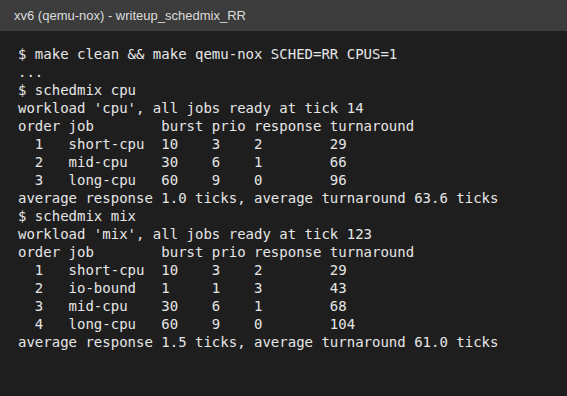 xv6 (qemu-nox) - writeup_schedmix_RR
$ make clean && make qemu-nox SCHED=RR CPUS=1
...
$ schedmix cpu
workload 'cpu', all jobs ready at tick 14
order job        burst prio response turnaround
  1   short-cpu  10    3    2        29
  2   mid-cpu    30    6    1        66
  3   long-cpu   60    9    0        96
average response 1.0 ticks, average turnaround 63.6 ticks
$ schedmix mix
workload 'mix', all jobs ready at tick 123
order job        burst prio response turnaround
  1   short-cpu  10    3    2        29
  2   io-bound   1     1    3        43
  3   mid-cpu    30    6    1        68
  4   long-cpu   60    9    0        104
average response 1.5 ticks, average turnaround 61.0 ticks